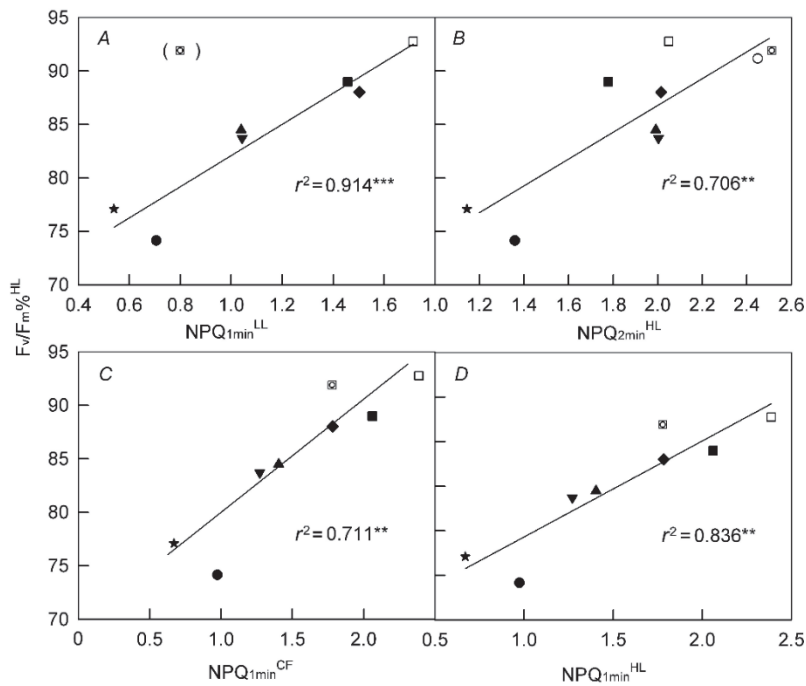 95
90
85
80
75
70
A
( )
r² = 0.914***
0.4 0.6 0.8 1.0 1.2 1.4 1.6 1.0
NPQ1minLL
B
r² = 0.706**
1.4 1.2 1.6 1.8 2.0 2.2 2.4 2.6
NPQ2minHL
Fv/Fm%HL
95
90
85
80
75
70
C
r² = 0.711**
0 0.5 1.0 1.5 2.0 0.5
NPQ1minCF
D
r² = 0.836**
1.0 1.5 2.0 2.5
NPQ1minHL